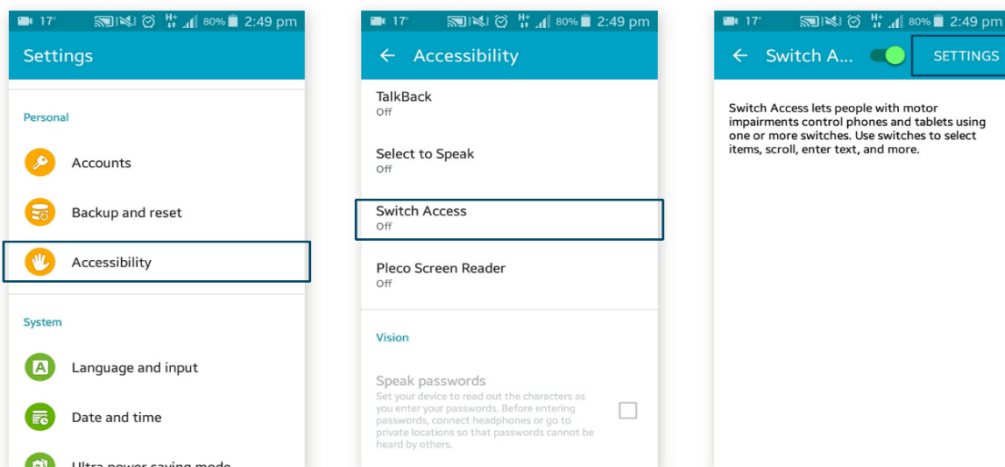 17° H+ 80% 2:49 pm
Settings
Personal
Accounts
Backup and reset
Accessibility
System
Language and input
A
Date and time
Ultra power saving mode
17° H+ 80% 2:49 pm
Accessibility
TalkBack
Off
Select to Speak
Off
Switch Access
Off
Pleco Screen Reader
Off
Vision
Speak passwords
Set your device to read out the characters as
you enter your passwords. Before entering
passwords, connect headphones or go to
private locations so that passwords cannot be
heard by others.
17° H+ 80% 2:49 pm
Switch A... SETTINGS
Switch Access lets people with motor
impairments control phones and tablets using
one or more switches. Use switches to select
items, scroll, enter text, and more.